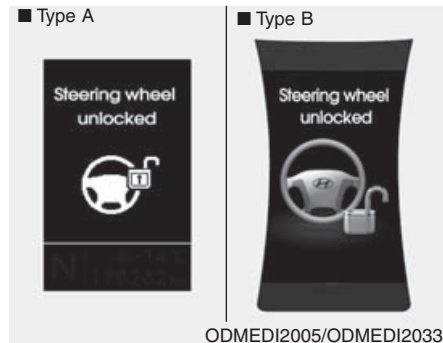 ■ Type A
■ Type B
Steering wheel
unlocked
Steering wheel
unlocked
N
ODMEDI2005/ODMEDI2033